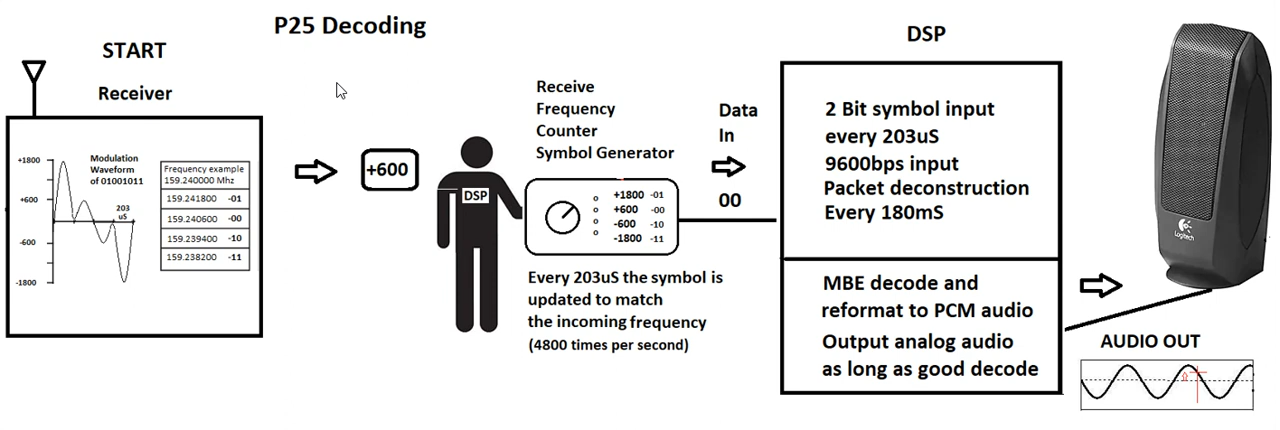 P25 Decoding
START
Receiver
+1800
+600
-600
-1800
Modulation
Waveform
of 01001011
203
uS
Frequency example
159.240000 Mhz
159.241800 -01
159.240600 -00
159.239400 -10
159.238200 -11
+600
DSP
Receive
Frequency
Counter
Symbol Generator
+1800 -01
+600 -00
-600 -10
-1800 -11
Every 203uS the symbol is
updated to match
the incoming frequency
(4800 times per second)
Data
In
00
DSP
2 Bit symbol input
every 203uS
9600bps input
Packet deconstruction
Every 180mS
MBE decode and
reformat to PCM audio
Output analog audio
as long as good decode
Logitech
AUDIO OUT